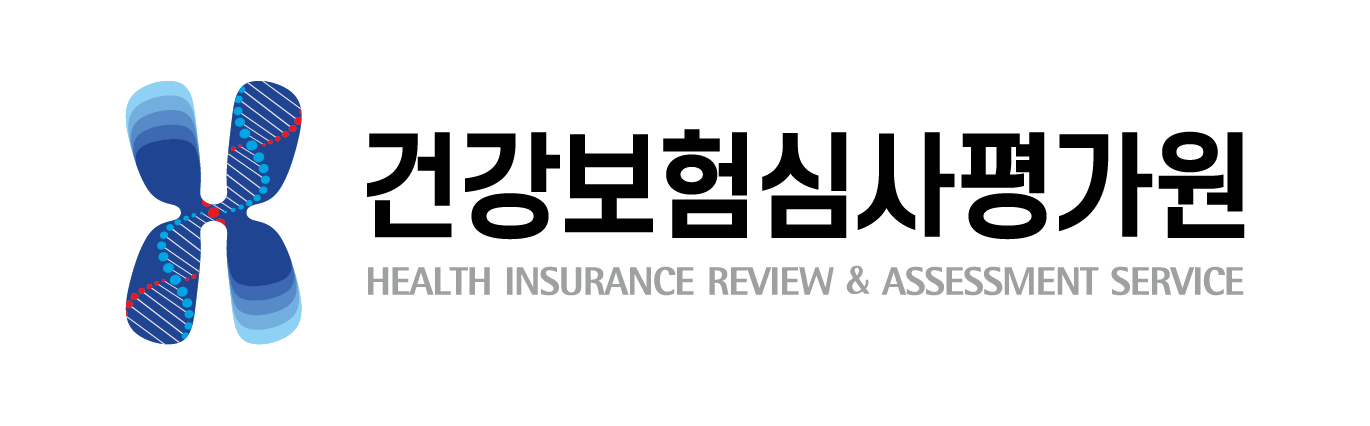 건강보험심사평가원
HEALTH INSURANCE REVIEW & ASSESSMENT SERVICE